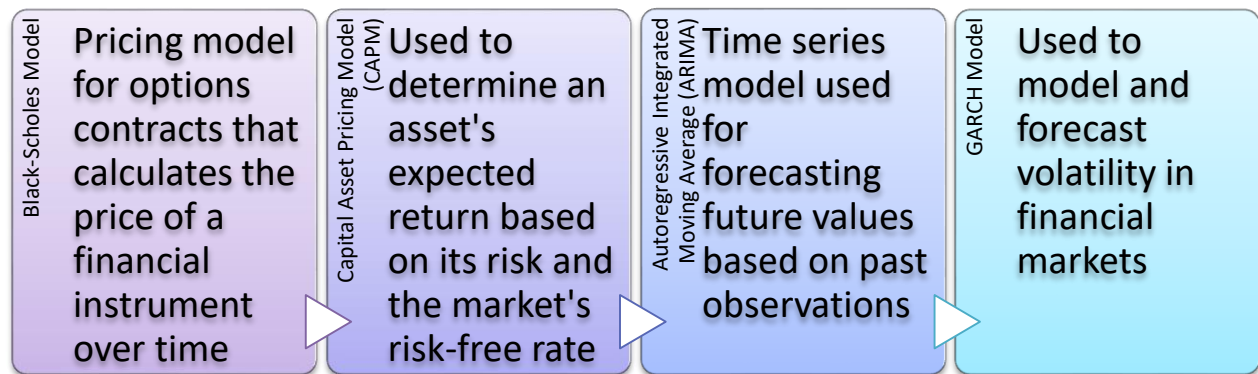 Black-Scholes Model
Pricing model
for options
contracts that
calculates the
price of a
financial
instrument
over time
Capital Asset Pricing Model
(CAPM)
Used to
determine an
asset's
expected
return based
on its risk and
the market's
risk-free rate
Autoregressive Integrated
Moving Average (ARIMA)
Time series
model used
for
forecasting
future values
based on past
observations
GARCH Model
Used to
model and
forecast
volatility in
financial
markets